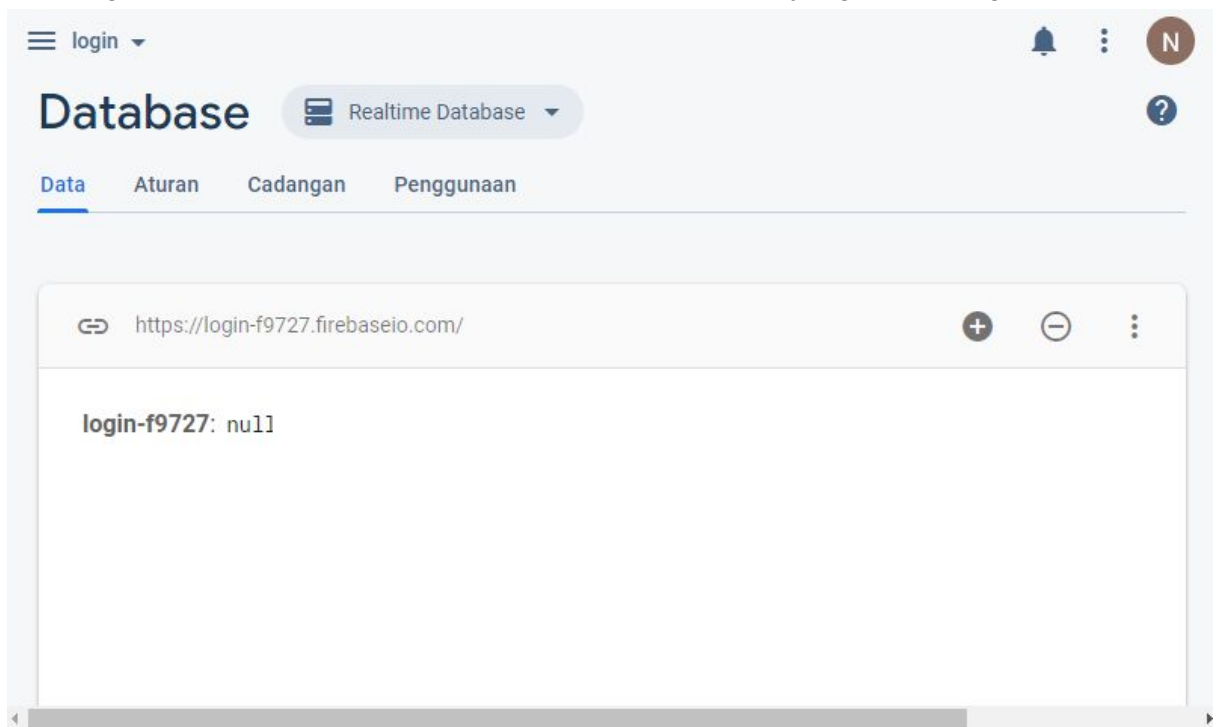 login
N
Database
Realtime Database
?
Data Aturan Cadangan Penggunaan
https://login-f9727.firebaseio.com/
login-f9727: null